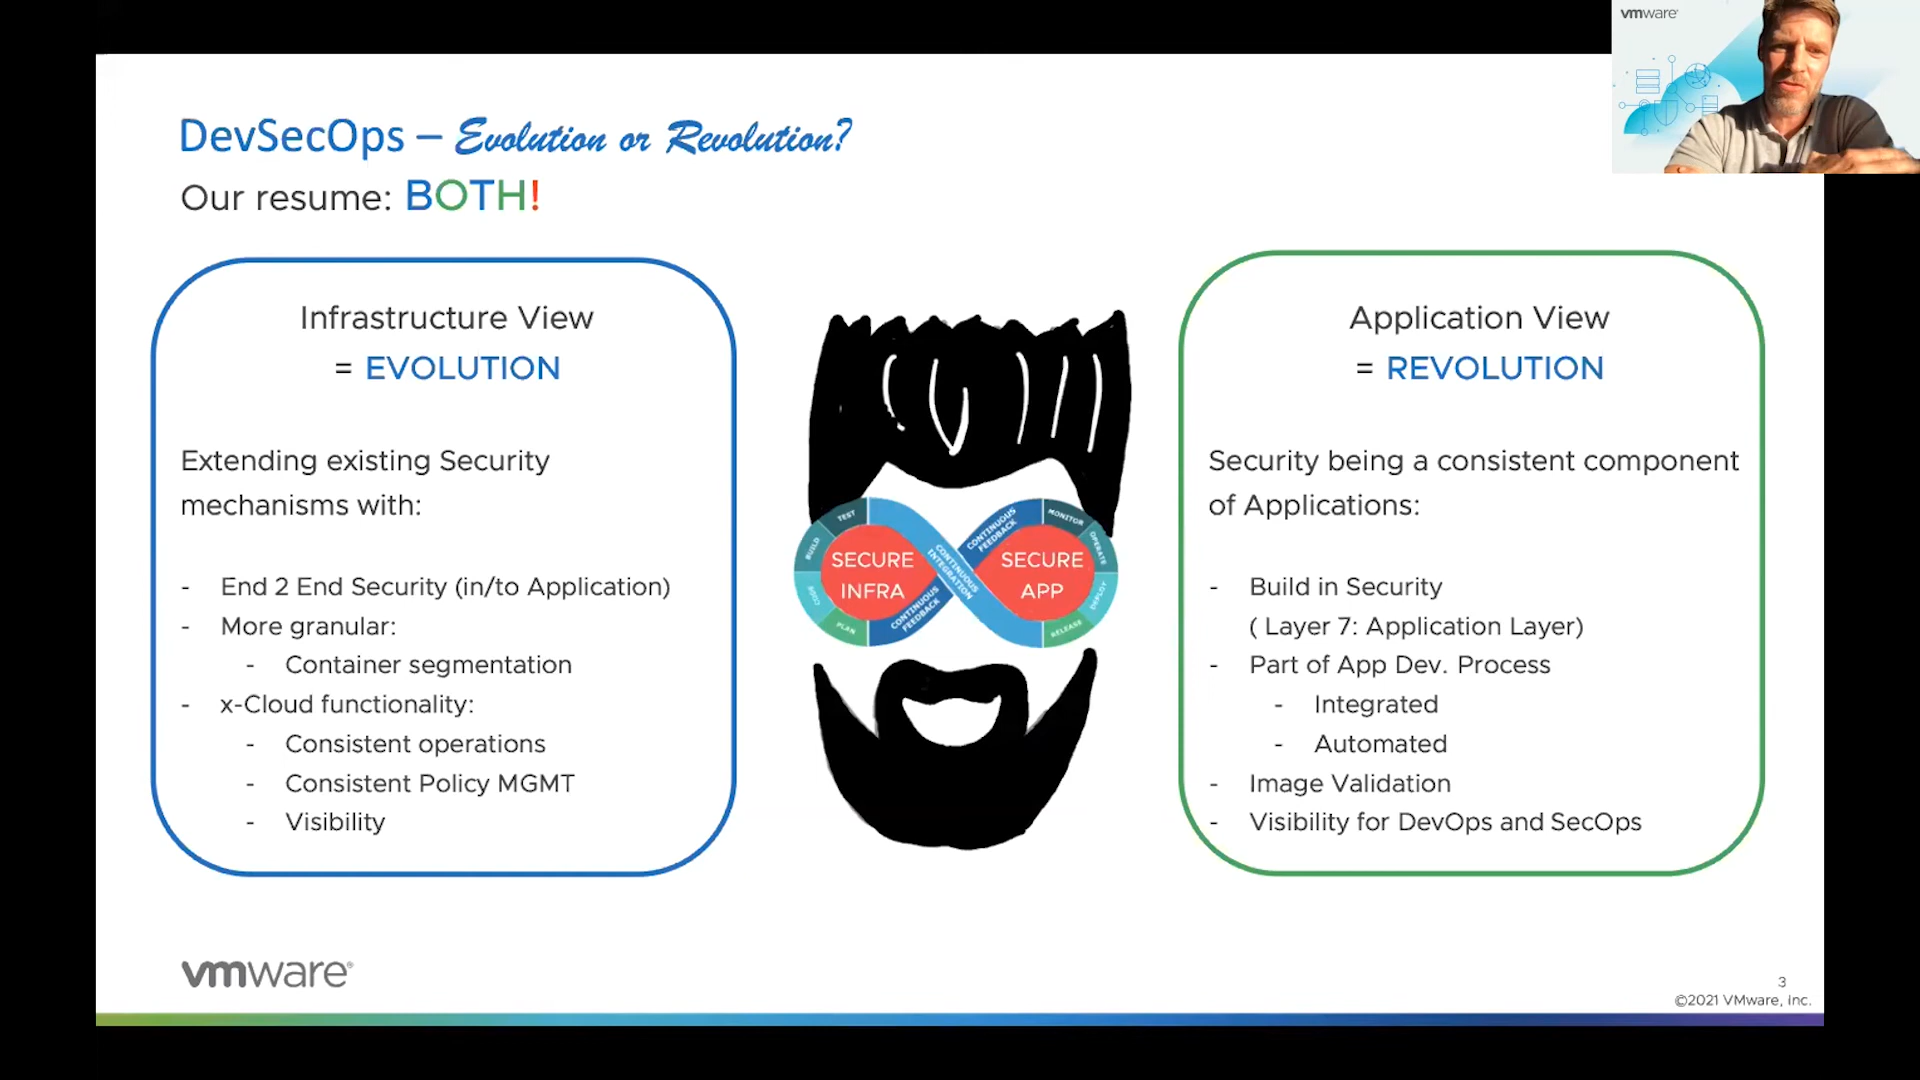 vmware
DevSecOps – Evolution or Revolution?
Our resume: BOTH!
Infrastructure View
= EVOLUTION
Extending existing Security
mechanisms with:
- End 2 End Security (in/to Application)
- More granular:
- Container segmentation
- x-Cloud functionality:
- Consistent operations
- Consistent Policy MGMT
- Visibility
TEST
BUILD
CODE
PLAN
SECURE
INFRA
CONTINUOUS
INTEGRATION
CONTINUOUS
FEEDBACK
CONTINUOUS
FEEDBACK
SECURE
APP
MONITOR
OPERATE
DEPLOY
RELEASE
Application View
= REVOLUTION
Security being a consistent component
of Applications:
- Build in Security
( Layer 7: Application Layer)
- Part of App Dev. Process
- Integrated
- Automated
- Image Validation
- Visibility for DevOps and SecOps
vmware®
3
©2021 VMware, Inc.